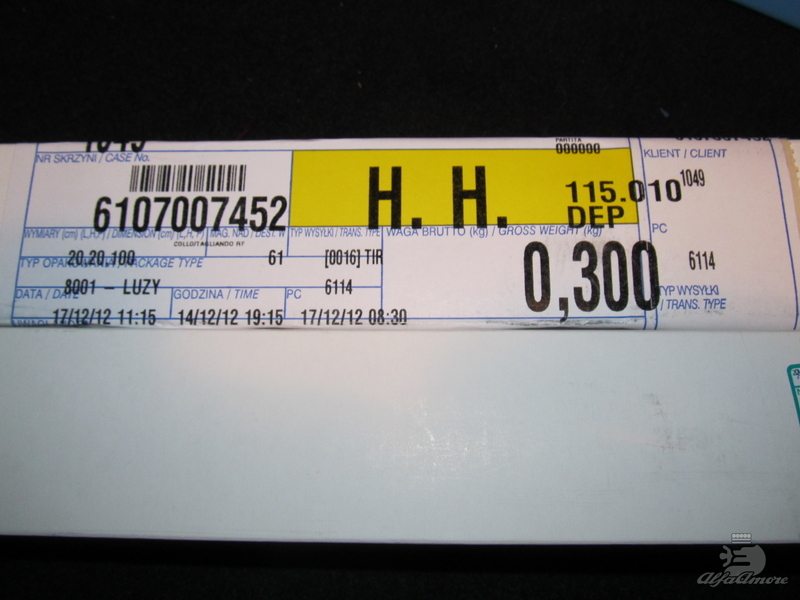 1049
PARTITA
000000
NR SKRZYNI / CASE No.
KLIENT / CLIENT
6107007452
H. H.
115.010
DEP
1049
WYMIARY (cm) (L,H,P) / DIMENSION (cm) (L,H,P)
MAG. NAD / DEST. W
TYP WYSYŁKI / TRANS. TYPE
WAGA BRUTTO (kg) / GROSS WEIGHT (kg)
PC
COLLO/TAGLIANDO RF
20.20.100
61
[0016] TIR
0,300
6114
TYP OPAKOWANIA / PACKAGE TYPE
8001 - LUZY
6114
DATA / DATE
GODZINA / TIME
PC
TYP WYSYŁKI
/ TRANS. TYPE
17/12/12 11:15
14/12/12 19:15
17/12/12 08:30
AlfaAmore